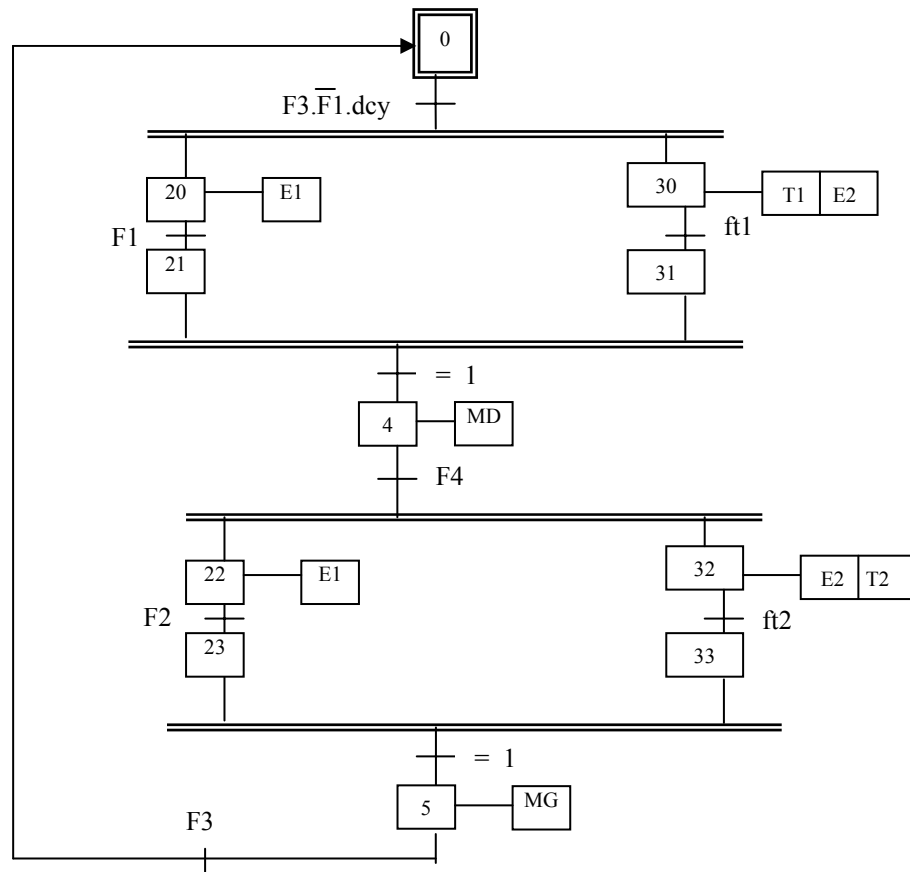 0
F3.F̅1.dcy
20
E1
30
T1 E2
F1
ft1
21
31
= 1
4
MD
F4
22
E1
32
E2 T2
F2
ft2
23
33
= 1
5
MG
F3